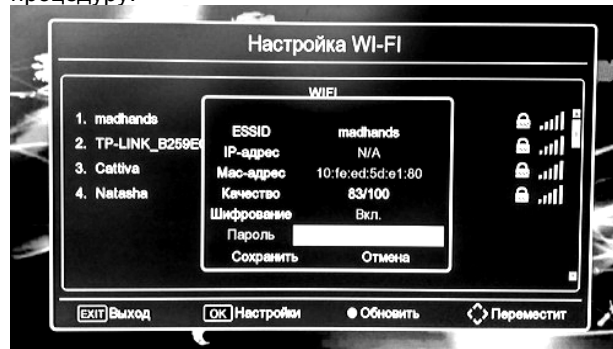 процедуру.
Настройка WI-FI
WIFI
1. madhands
2. TP-LINK_B259E
3. Cattiva
4. Natasha
ESSID madhands
IP-адрес N/A
Mac-адрес 10:fe:ed:5d:e1:80
Качество 83/100
Шифрование Вкл.
Пароль
Сохранить Отмена
EXIT Выход OK Настройки Обновить Переместит